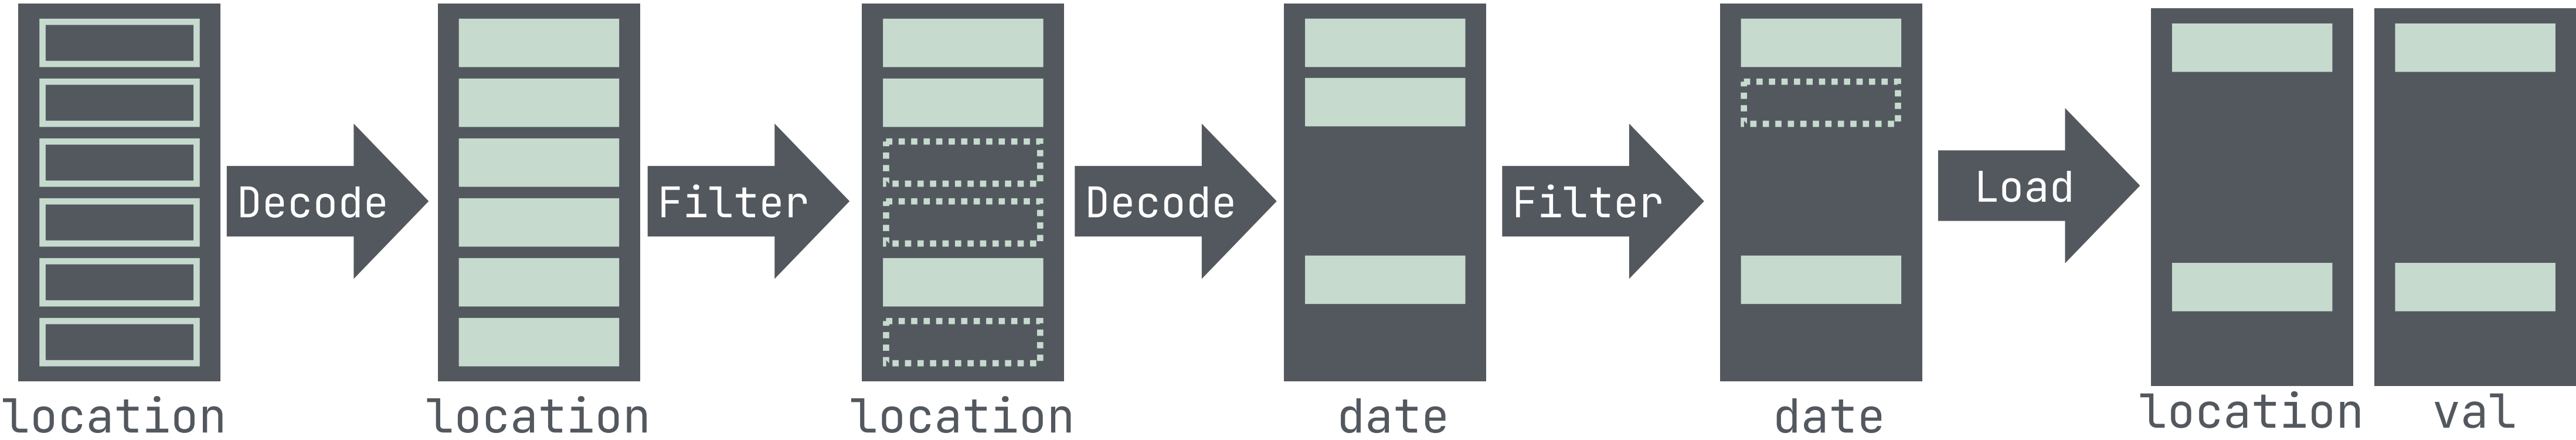 Decode
Filter
Decode
Filter
Load
location
location
location
date
date
location
val